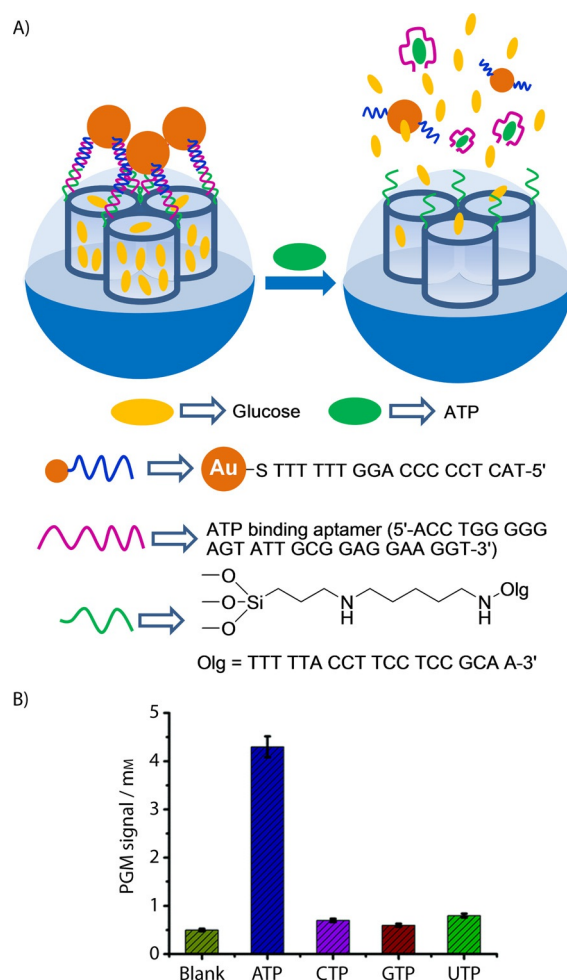 A)
Glucose
ATP
Au
-S TTT TTT GGA CCC CCT CAT-5'
ATP binding aptamer (5'-ACC TGG GGG
AGT ATT GCG GAG GAA GGT-3')
O
O Si
O
N
H
N
H
Olg
Olg = TTT TTA CCT TCC TCC GCA A-3'
B)
PGM signal / mM
5
4
3
2
1
0
Blank ATP CTP GTP UTP